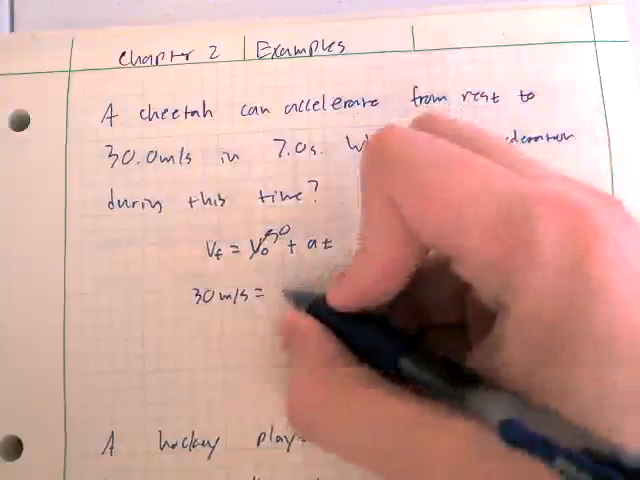 Chapter 2 Examples
A cheetah can accelerate from rest to
30.0m/s in 7.0s.
during this time?
Vf = V0 0 + at
30m/s =
A hockey play